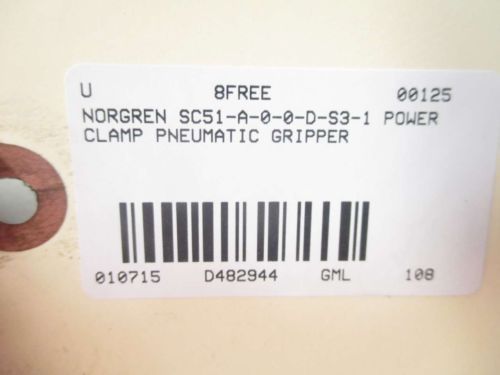 U 8FREE 00125
NORGREN SC51-A-0-0-D-S3-1 POWER
CLAMP PNEUMATIC GRIPPER
010715 D482944 GML 108